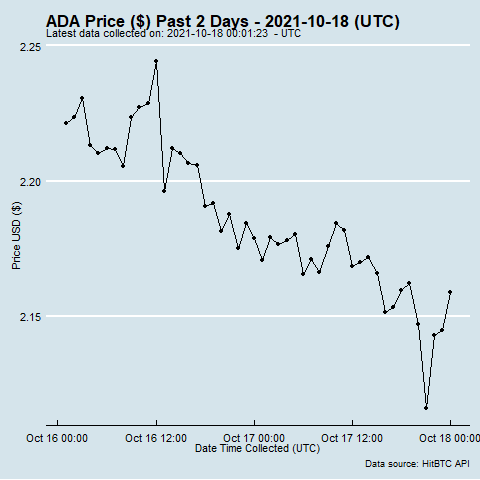 ADA Price ($) Past 2 Days - 2021-10-18 (UTC)
Latest data collected on: 2021-10-18 00:01:23 - UTC
2.25
2.20
2.15
Price USD ($)
Oct 16 00:00 Oct 16 12:00 Oct 17 00:00 Oct 17 12:00 Oct 18 00:00
Date Time Collected (UTC)
Data source: HitBTC API